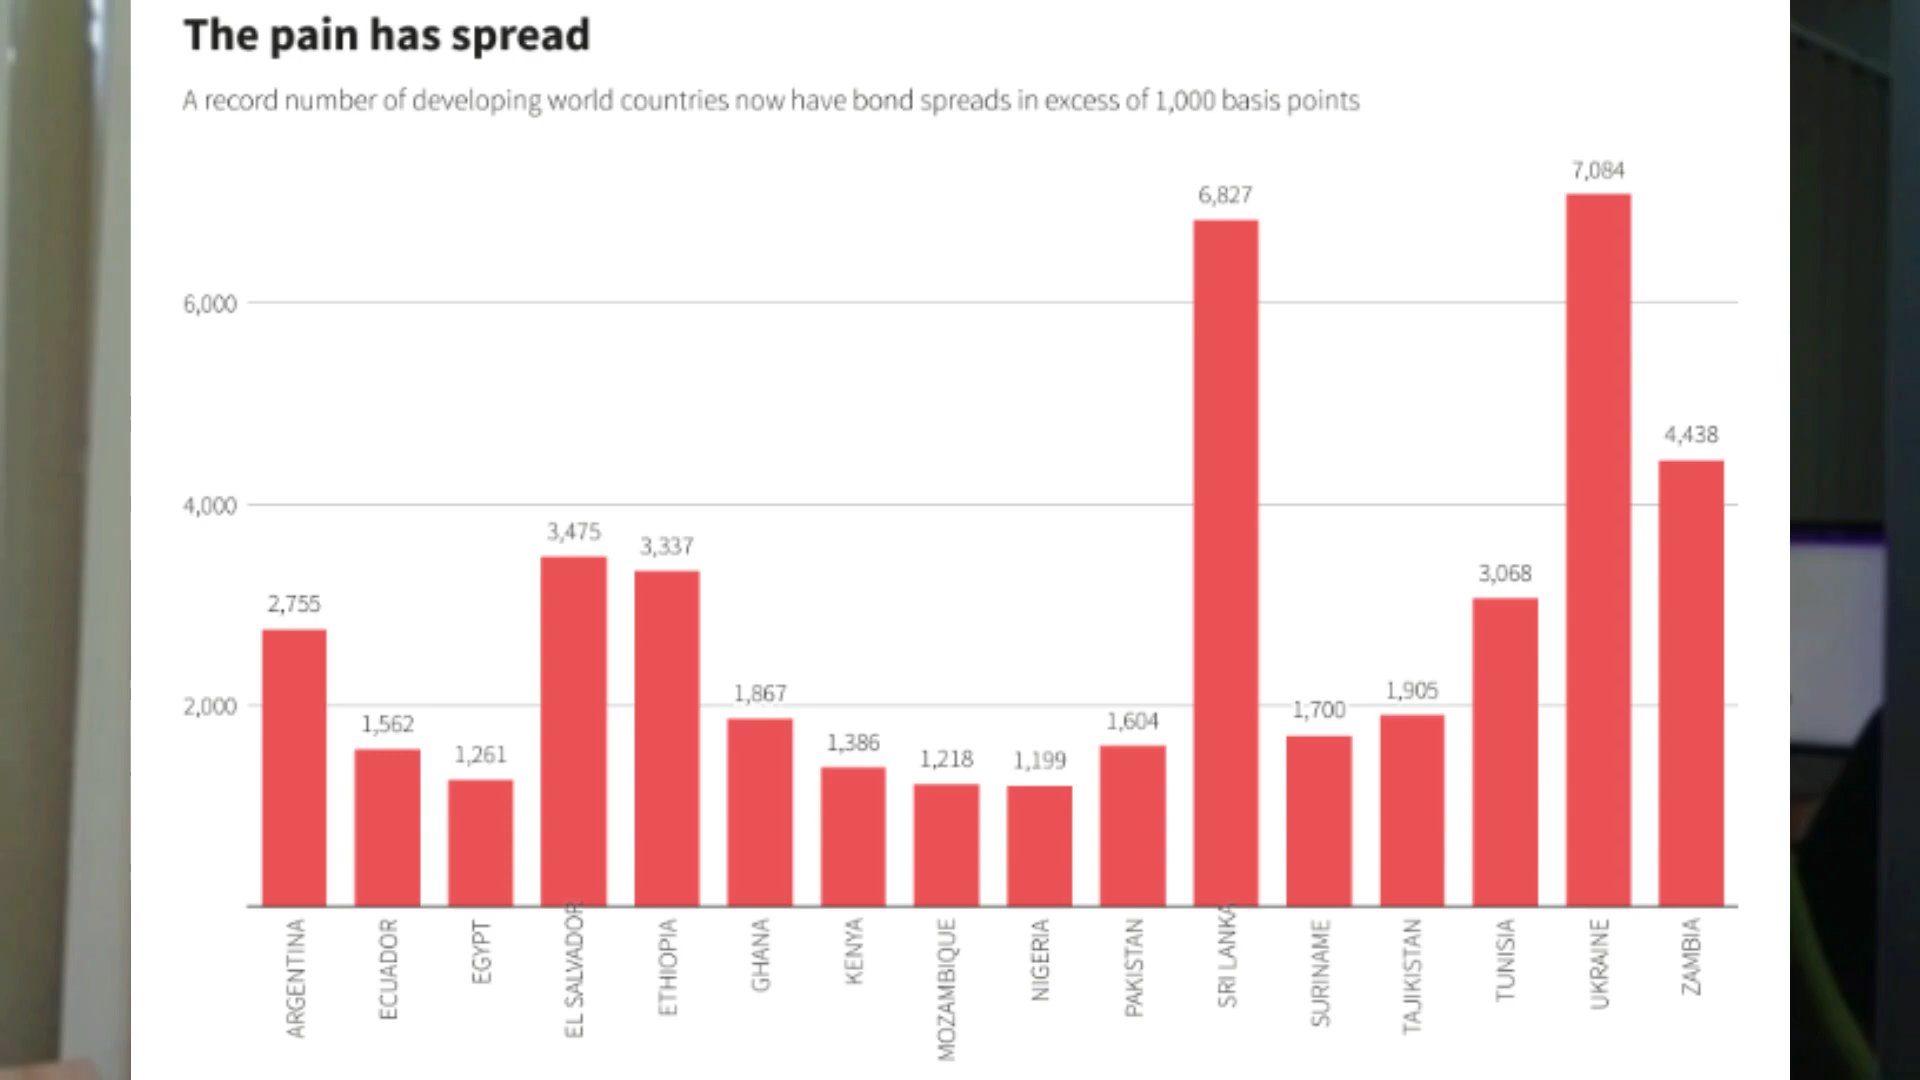 The pain has spread
A record number of developing world countries now have bond spreads in excess of 1,000 basis points
7,084
6,827
6,000
4,438
4,000
3,475
3,337
3,068
2,755
2,000
1,905
1,867
1,700
1,604
1,562
1,386
1,261
1,218
1,199
ARGENTINA
ECUADOR
EGYPT
EL SALVADOR
ETHIOPIA
GHANA
KENYA
MOZAMBIQUE
NIGERIA
PAKISTAN
SRI LANKA
SURINAME
TAJIKISTAN
TUNISIA
UKRAINE
ZAMBIA